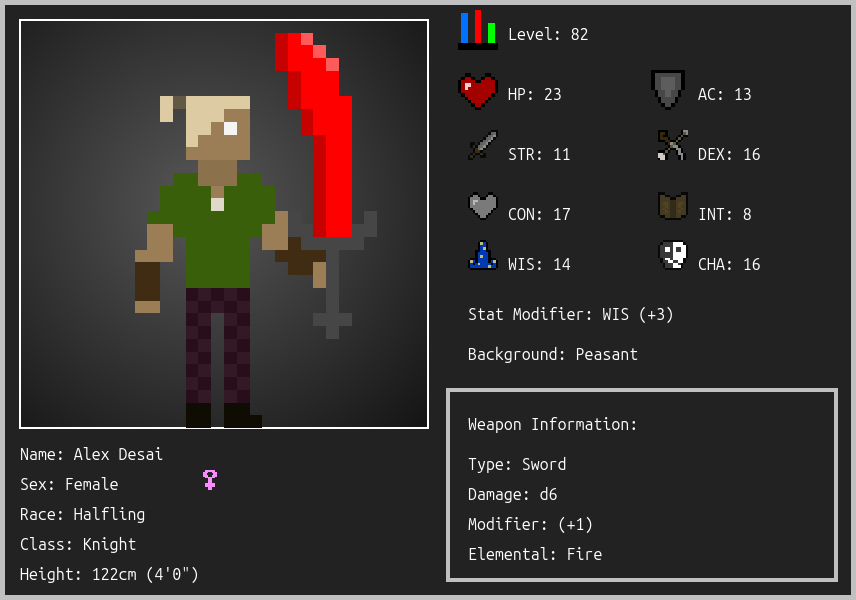 Level: 82
HP: 23
AC: 13
STR: 11
DEX: 16
CON: 17
INT: 8
WIS: 14
CHA: 16
Stat Modifier: WIS (+3)
Background: Peasant
Weapon Information:
Type: Sword
Damage: d6
Modifier: (+1)
Elemental: Fire
Name: Alex Desai
Sex: Female
Race: Halfling
Class: Knight
Height: 122cm (4'0")